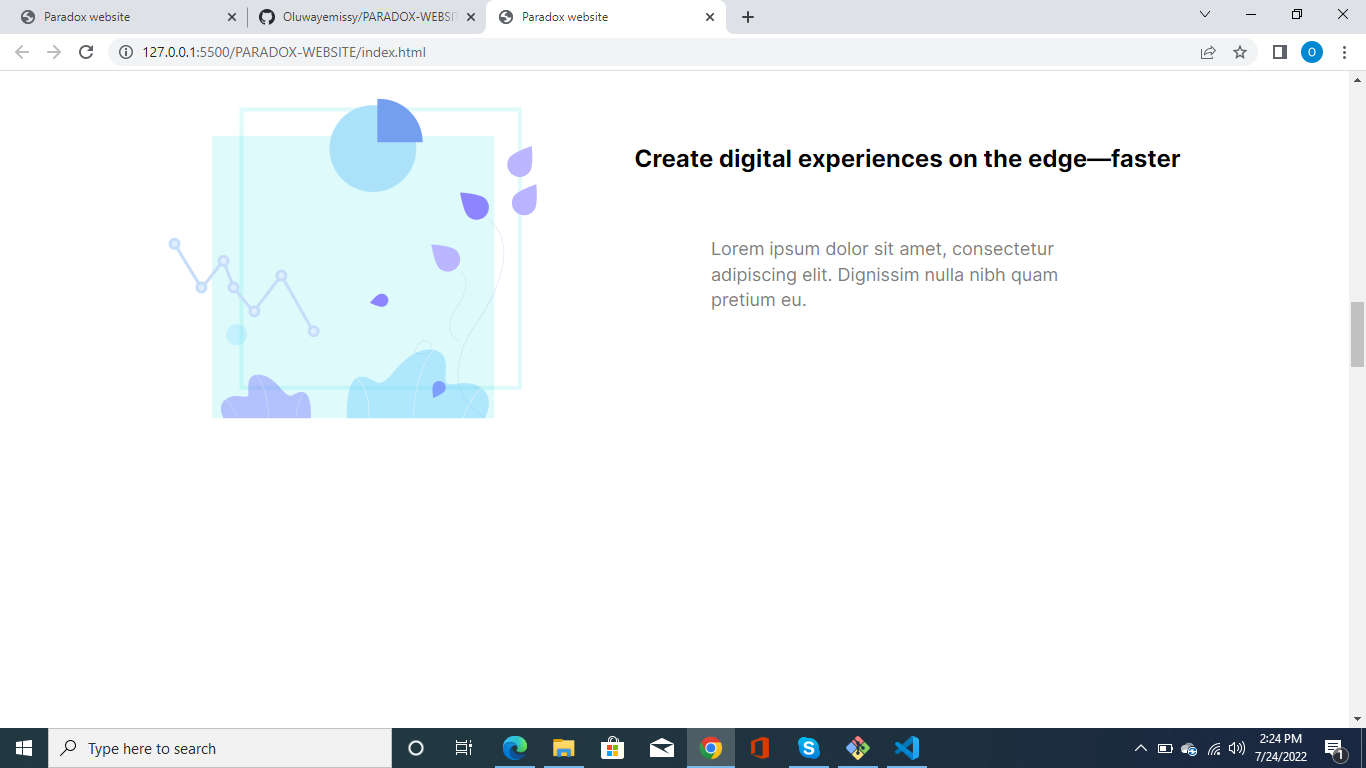 Paradox website
Oluwayemissy/PARADOX-WEBSIT
Paradox website
127.0.0.1:5500/PARADOX-WEBSITE/index.html
O
Create digital experiences on the edge—faster
Lorem ipsum dolor sit amet, consectetur
adipiscing elit. Dignissim nulla nibh quam
pretium eu.
Type here to search
2:24 PM
7/24/2022
1